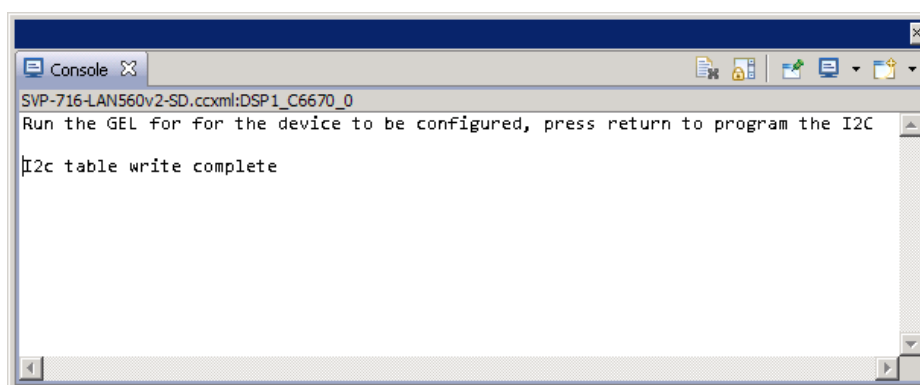 Console
SVP-716-LAN560v2-SD.ccxml:DSP1_C6670_0
Run the GEL for for the device to be configured, press return to program the I2C
I2c table write complete